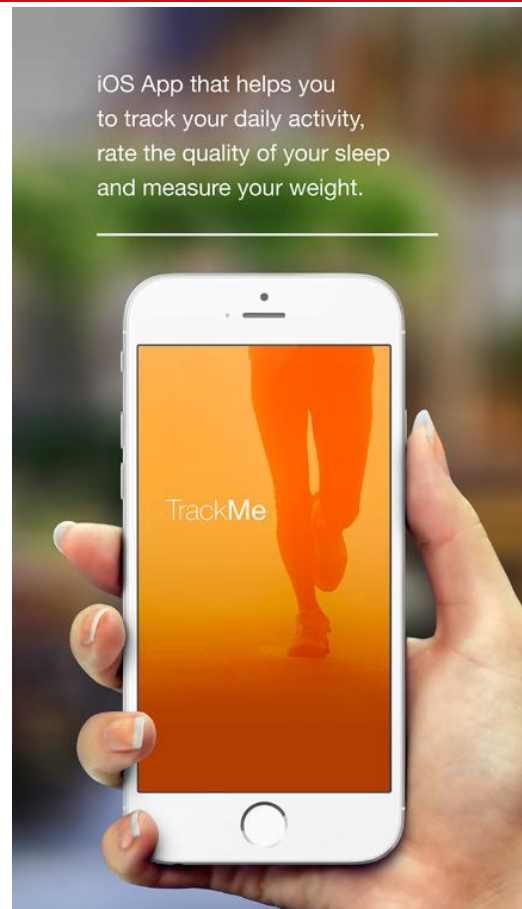 iOS App that helps you
to track your daily activity,
rate the quality of your sleep
and measure your weight.
TrackMe